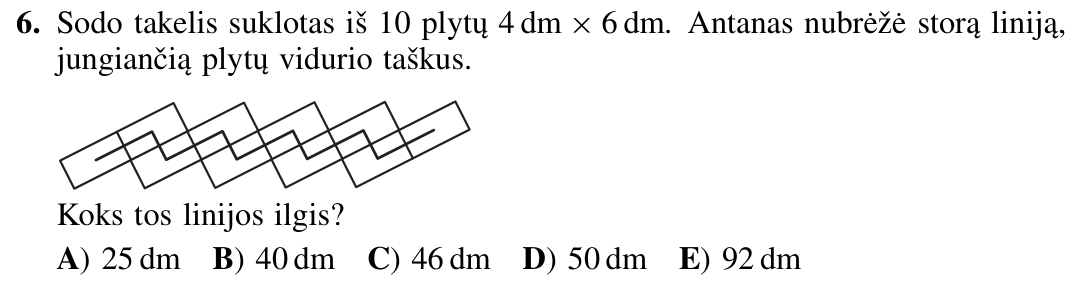 6. Sodo takelis suklotas iš 10 plytų 4 dm × 6 dm. Antanas nubrėžė storą liniją,
jungiančią plytų vidurio taškus.
Koks tos linijos ilgis?
A) 25 dm B) 40 dm C) 46 dm D) 50 dm E) 92 dm